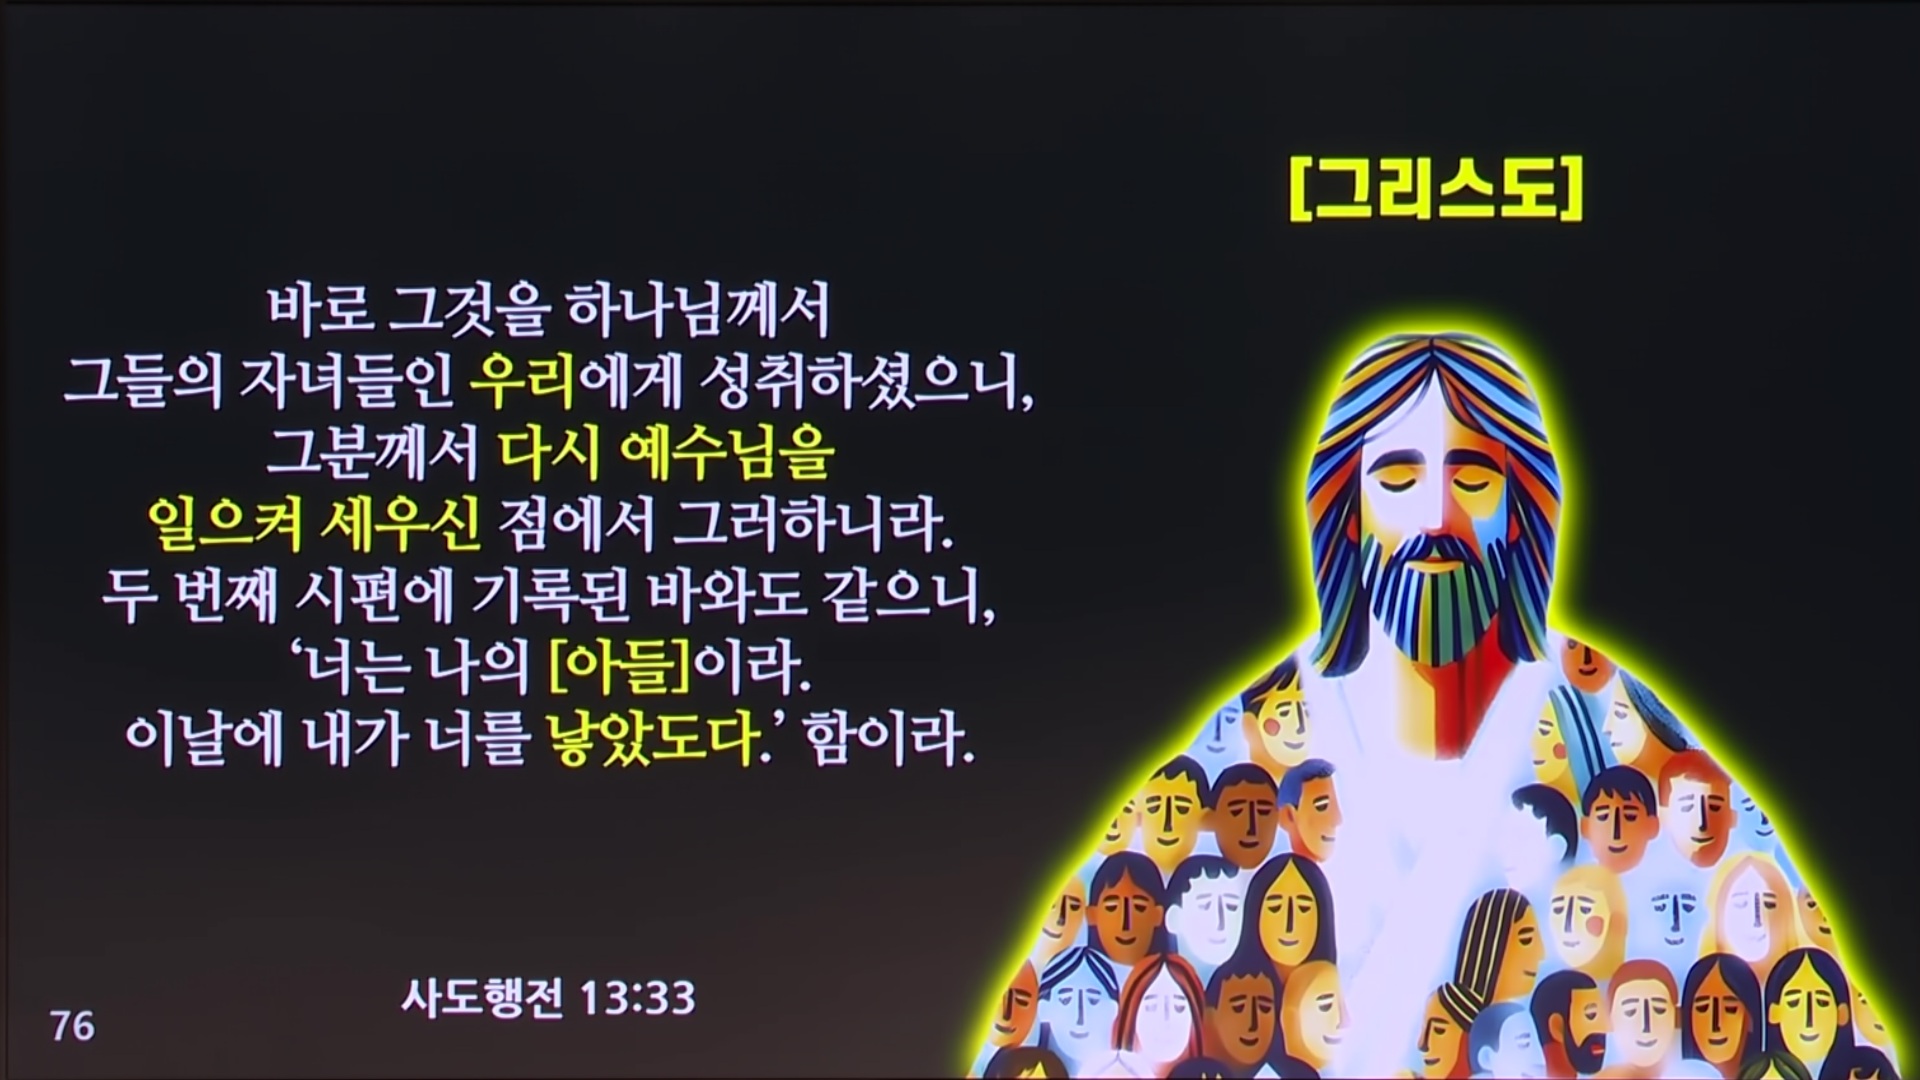 [그리스도]
바로 그것을 하나님께서
그들의 자녀들인 우리에게 성취하셨으니,
그분께서 다시 예수님을
일으켜 세우신 점에서 그러하니라.
두 번째 시편에 기록된 바와도 같으니,
‘너는 나의 [아들]이라.
이날에 내가 너를 낳았도다.’ 함이라.
사도행전 13:33
76